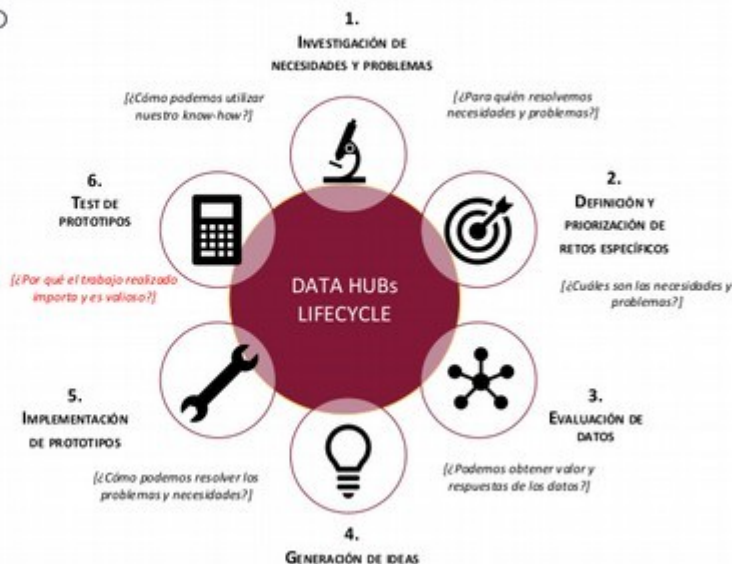 1.
INVESTIGACIÓN DE
NECESIDADES Y PROBLEMAS
[¿Cómo podemos utilizar
nuestro know-how?]
[¿Para quién resolvemos
necesidades y problemas?]
6.
TEST DE
PROTOTIPOS
2.
DEFINICIÓN Y
PRIORIZACIÓN DE
RETOS ESPECÍFICOS
[¿Por qué el trabajo realizado
importa y es valioso?]
DATA HUBs
LIFECYCLE
[¿Cuáles son las necesidades y
problemas?]
5.
IMPLEMENTACIÓN
DE PROTOTIPOS
3.
EVALUACIÓN DE
DATOS
[¿Cómo podemos resolver los
problemas y necesidades?]
[¿Podemos obtener valor y
respuestas de los datos?]
4.
GENERACIÓN DE IDEAS